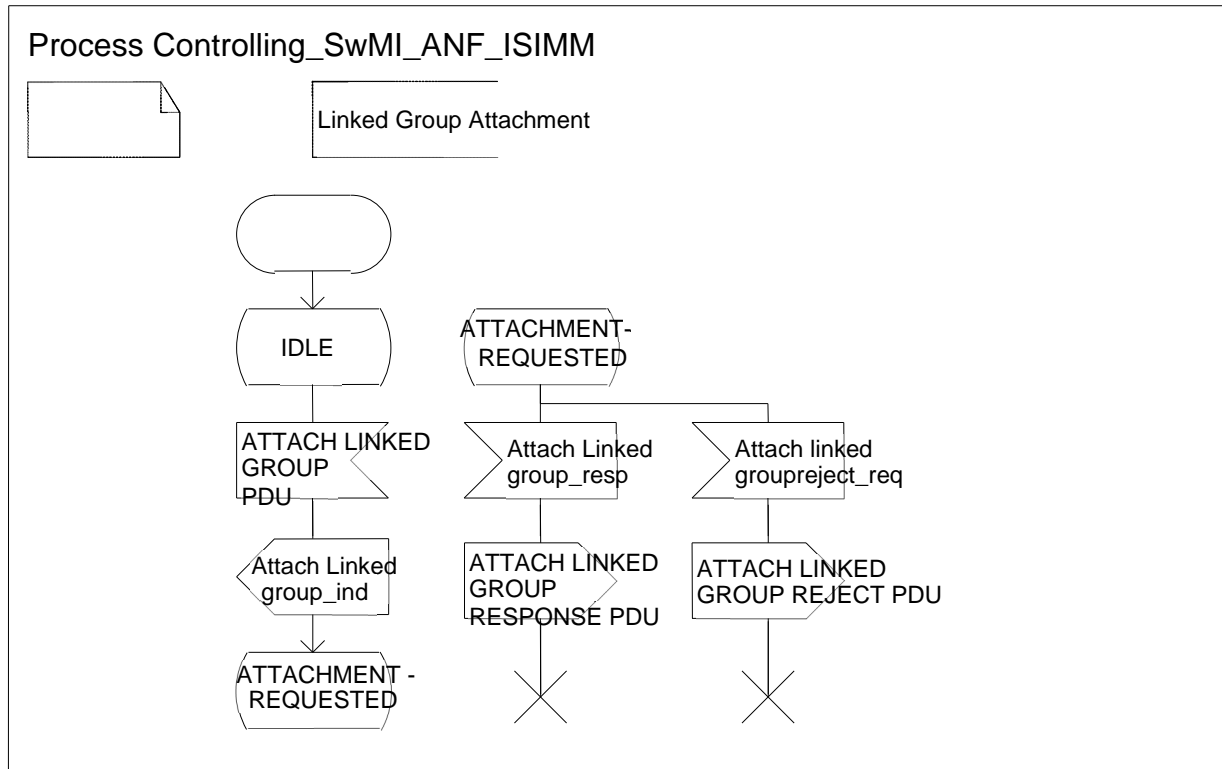 Process Controlling_SwMI_ANF_ISIMM
Linked Group Attachment
IDLE
ATTACH LINKED
GROUP
PDU
Attach Linked
group_ind
ATTACHMENT -
REQUESTED
ATTACHMENT-
REQUESTED
Attach Linked
group_resp
ATTACH LINKED
GROUP
RESPONSE PDU
Attach linked
groupreject_req
ATTACH LINKED
GROUP REJECT PDU